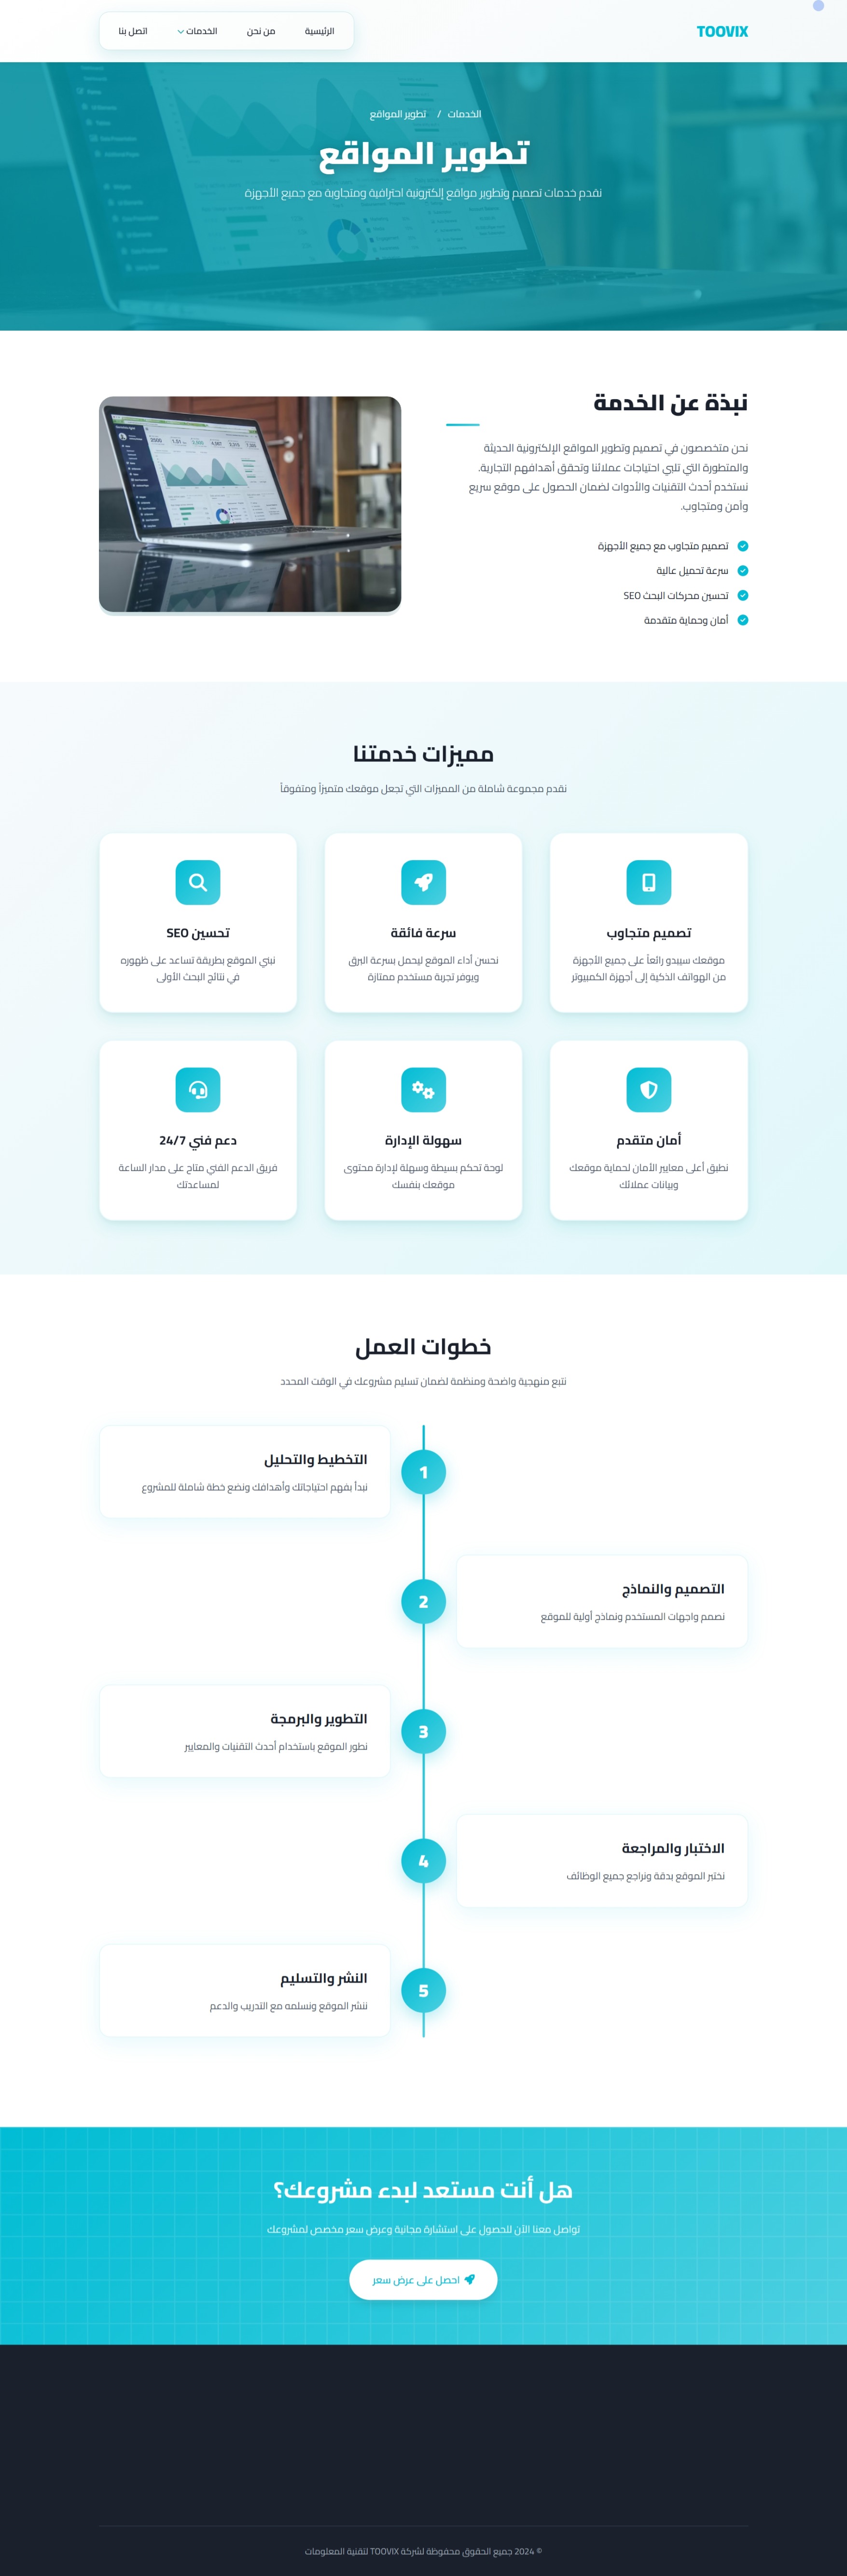 TOOVIX
الرئيسية
من نحن
الخدمات
اتصل بنا
الخدمات / تطوير المواقع
تطوير المواقع
نقدم خدمات تصميم وتطوير مواقع إلكترونية احترافية ومتجاوبة مع جميع الأجهزة
نبذة عن الخدمة
نحن متخصصون في تصميم وتطوير المواقع الإلكترونية الحديثة
والمتطورة التي تلبي احتياجات عملائنا وتحقق أهدافهم التجارية.
نستخدم أحدث التقنيات والأدوات لضمان الحصول على موقع سريع
وآمن ومتجاوب.
تصميم متجاوب مع جميع الأجهزة
سرعة تحميل عالية
تحسين محركات البحث SEO
أمان وحماية متقدمة
مميزات خدمتنا
نقدم مجموعة شاملة من المميزات التي تجعل موقعك متميزاً ومتفوقاً
تصميم متجاوب
موقعك سيبدو رائعاً على جميع الأجهزة
من الهواتف الذكية إلى أجهزة الكمبيوتر
سرعة فائقة
نحسن أداء الموقع ليحمل بسرعة البرق
ويوفر تجربة مستخدم ممتازة
تحسين SEO
نبني الموقع بطريقة تساعد على ظهوره
في نتائج البحث الأولى
أمان متقدم
نطبق أعلى معايير الأمان لحماية موقعك
وبيانات عملائك
سهولة الإدارة
لوحة تحكم بسيطة وسهلة لإدارة محتوى
موقعك بنفسك
دعم فني 24/7
فريق الدعم الفني متاح على مدار الساعة
لمساعدتك
خطوات العمل
نتبع منهجية واضحة ومنظمة لضمان تسليم مشروعك في الوقت المحدد
1
التخطيط والتحليل
نبدأ بفهم احتياجاتك وأهدافك ونضع خطة شاملة للمشروع
2
التصميم والنماذج
نصمم واجهات المستخدم ونماذج أولية للموقع
3
التطوير والبرمجة
نطور الموقع باستخدام أحدث التقنيات والمعايير
4
الاختبار والمراجعة
نختبر الموقع بدقة ونراجع جميع الوظائف
5
النشر والتسليم
ننشر الموقع ونسلمه مع التدريب والدعم
هل أنت مستعد لبدء مشروعك؟
تواصل معنا الآن للحصول على استشارة مجانية وعرض سعر مخصص لمشروعك
احصل على عرض سعر
© 2024 جميع الحقوق محفوظة لشركة TOOVIX لتقنية المعلومات